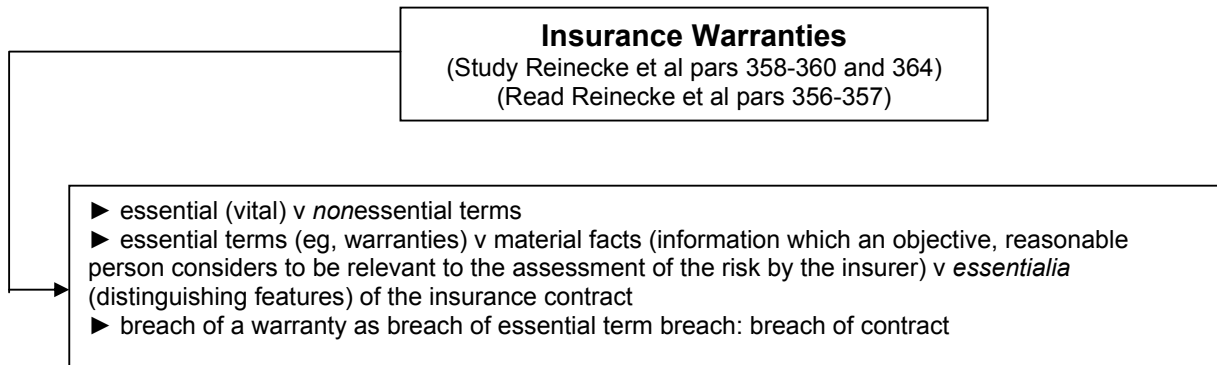 Insurance Warranties
(Study Reinecke et al pars 358-360 and 364)
(Read Reinecke et al pars 356-357)
► essential (vital) v nonessential terms
► essential terms (eg, warranties) v material facts (information which an objective, reasonable
person considers to be relevant to the assessment of the risk by the insurer) v essentialia
(distinguishing features) of the insurance contract
► breach of a warranty as breach of essential term breach: breach of contract